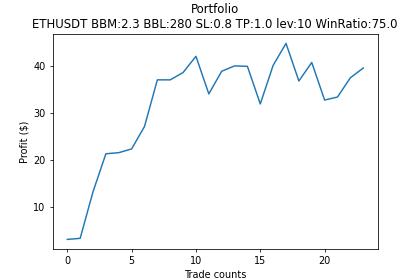 Portfolio
ETHUSDT BBM:2.3 BBL:280 SL:0.8 TP:1.0 lev:10 WinRatio:75.0
40
30
20
10
Profit ($)
0 5 10 15 20
Trade counts